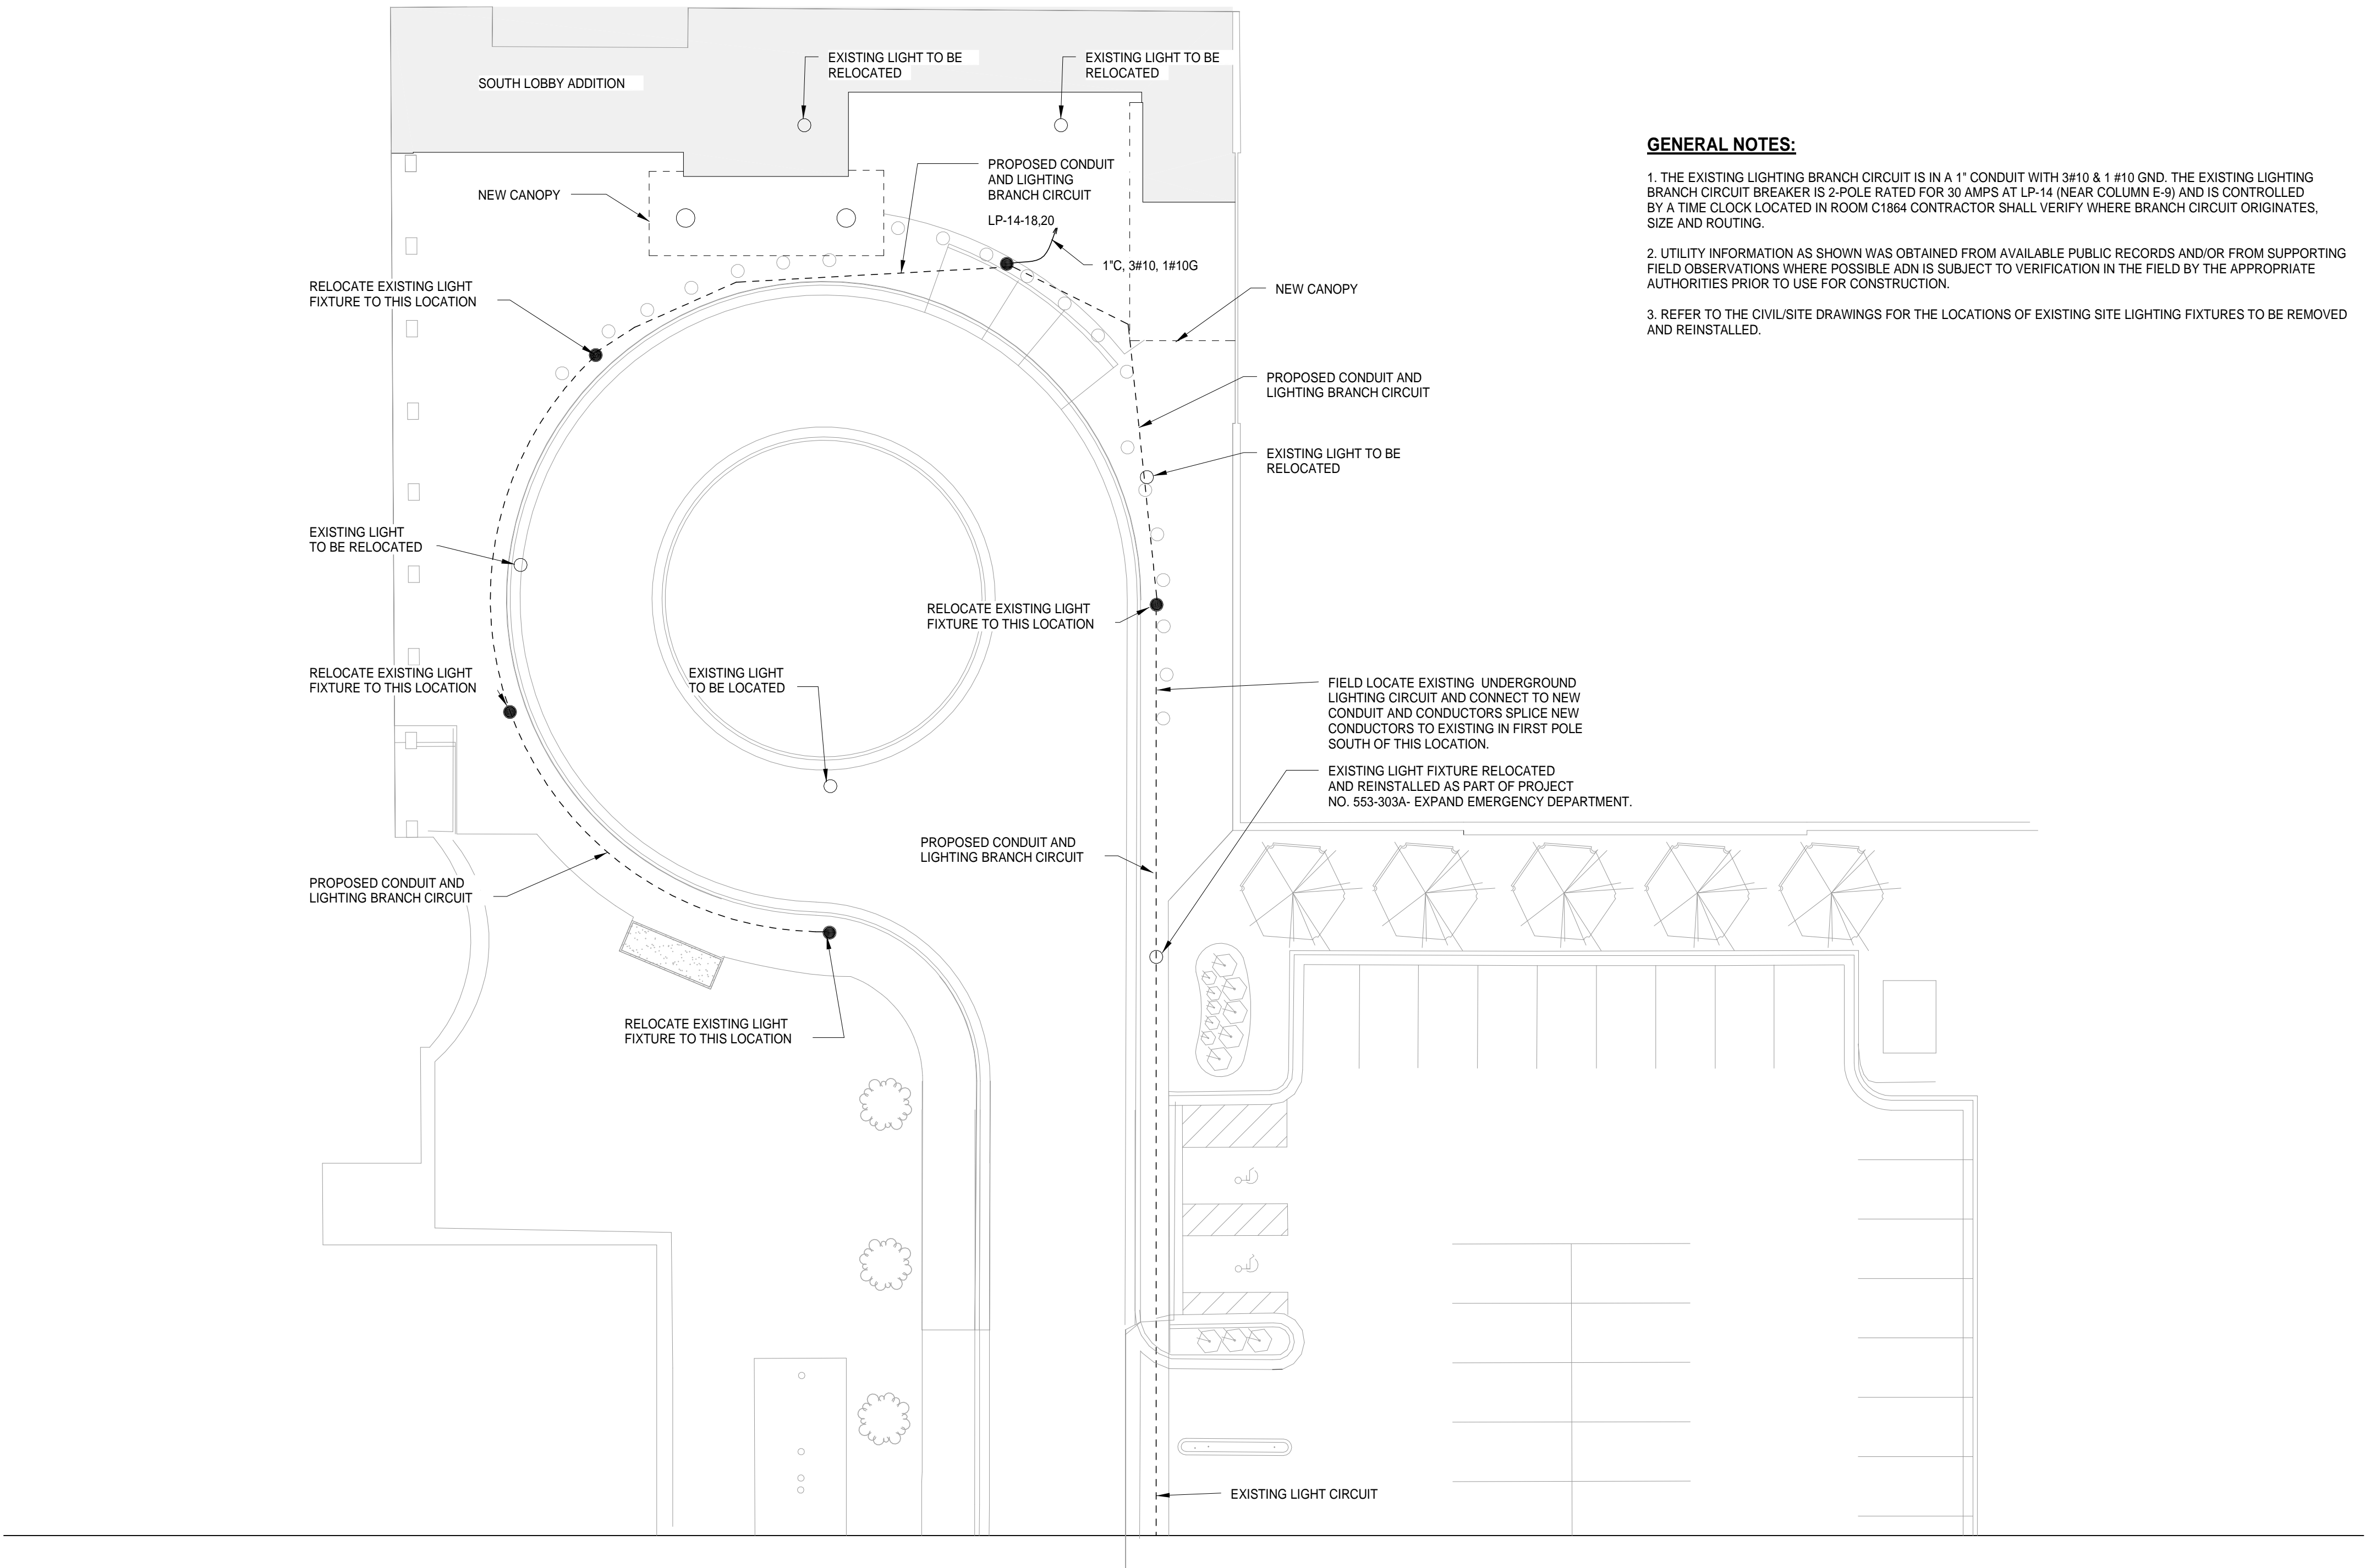 EXISTING LIGHT TO BE
RELOCATED
EXISTING LIGHT TO BE
RELOCATED
SOUTH LOBBY ADDITION
GENERAL NOTES:
1. THE EXISTING LIGHTING BRANCH CIRCUIT IS IN A 1" CONDUIT WITH 3#10 & 1 #10 GND. THE EXISTING LIGHTING
BRANCH CIRCUIT BREAKER IS 2-POLE RATED FOR 30 AMPS AT LP-14 (NEAR COLUMN E-9) AND IS CONTROLLED
BY A TIME CLOCK LOCATED IN ROOM C1864 CONTRACTOR SHALL VERIFY WHERE BRANCH CIRCUIT ORIGINATES,
SIZE AND ROUTING.
2. UTILITY INFORMATION AS SHOWN WAS OBTAINED FROM AVAILABLE PUBLIC RECORDS AND/OR FROM SUPPORTING
FIELD OBSERVATIONS WHERE POSSIBLE ADN IS SUBJECT TO VERIFICATION IN THE FIELD BY THE APPROPRIATE
AUTHORITIES PRIOR TO USE FOR CONSTRUCTION.
3. REFER TO THE CIVIL/SITE DRAWINGS FOR THE LOCATIONS OF EXISTING SITE LIGHTING FIXTURES TO BE REMOVED
AND REINSTALLED.
PROPOSED CONDUIT
AND LIGHTING
BRANCH CIRCUIT
NEW CANOPY
LP-14-18,20
1"C, 3#10, 1#10G
RELOCATE EXISTING LIGHT
FIXTURE TO THIS LOCATION
NEW CANOPY
PROPOSED CONDUIT AND
LIGHTING BRANCH CIRCUIT
EXISTING LIGHT TO BE
RELOCATED
EXISTING LIGHT
TO BE RELOCATED
RELOCATE EXISTING LIGHT
FIXTURE TO THIS LOCATION
RELOCATE EXISTING LIGHT
FIXTURE TO THIS LOCATION
EXISTING LIGHT
TO BE LOCATED
FIELD LOCATE EXISTING UNDERGROUND
LIGHTING CIRCUIT AND CONNECT TO NEW
CONDUIT AND CONDUCTORS SPLICE NEW
CONDUCTORS TO EXISTING IN FIRST POLE
SOUTH OF THIS LOCATION.
EXISTING LIGHT FIXTURE RELOCATED
AND REINSTALLED AS PART OF PROJECT
NO. 553-303A- EXPAND EMERGENCY DEPARTMENT.
PROPOSED CONDUIT AND
LIGHTING BRANCH CIRCUIT
PROPOSED CONDUIT AND
LIGHTING BRANCH CIRCUIT
RELOCATE EXISTING LIGHT
FIXTURE TO THIS LOCATION
EXISTING LIGHT CIRCUIT